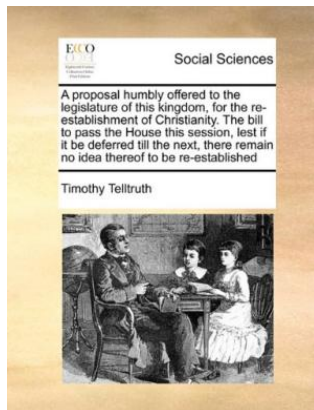 ECCO
Social Sciences
A proposal humbly offered to the
legislature of this kingdom, for the re-
establishment of Christianity. The bill
to pass the House this session, lest if
it be deferred till the next, there remain
no idea thereof to be re-established
Timothy Telltruth